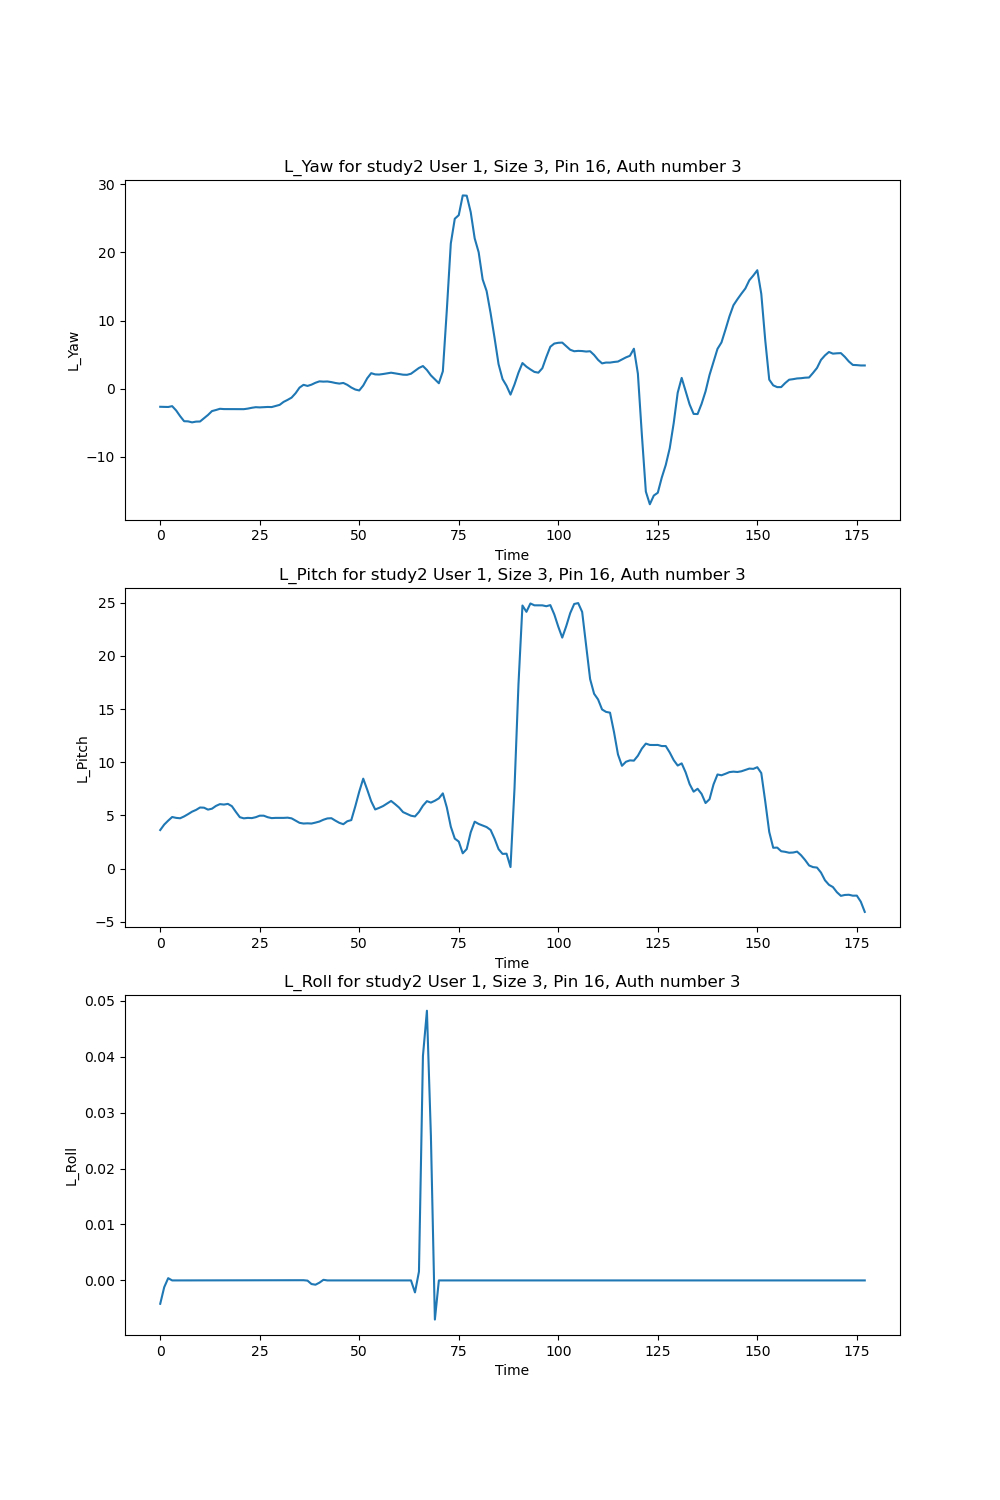 L_Yaw for study2 User 1, Size 3, Pin 16, Auth number 3
30
20
10
0
−10
L_Yaw
0 25 50 75 100 125 150 175
Time
L_Pitch for study2 User 1, Size 3, Pin 16, Auth number 3
25
20
15
10
5
0
−5
L_Pitch
0 25 50 75 100 125 150 175
Time
L_Roll for study2 User 1, Size 3, Pin 16, Auth number 3
0.05
0.04
0.03
0.02
0.01
0.00
L_Roll
0 25 50 75 100 125 150 175
Time